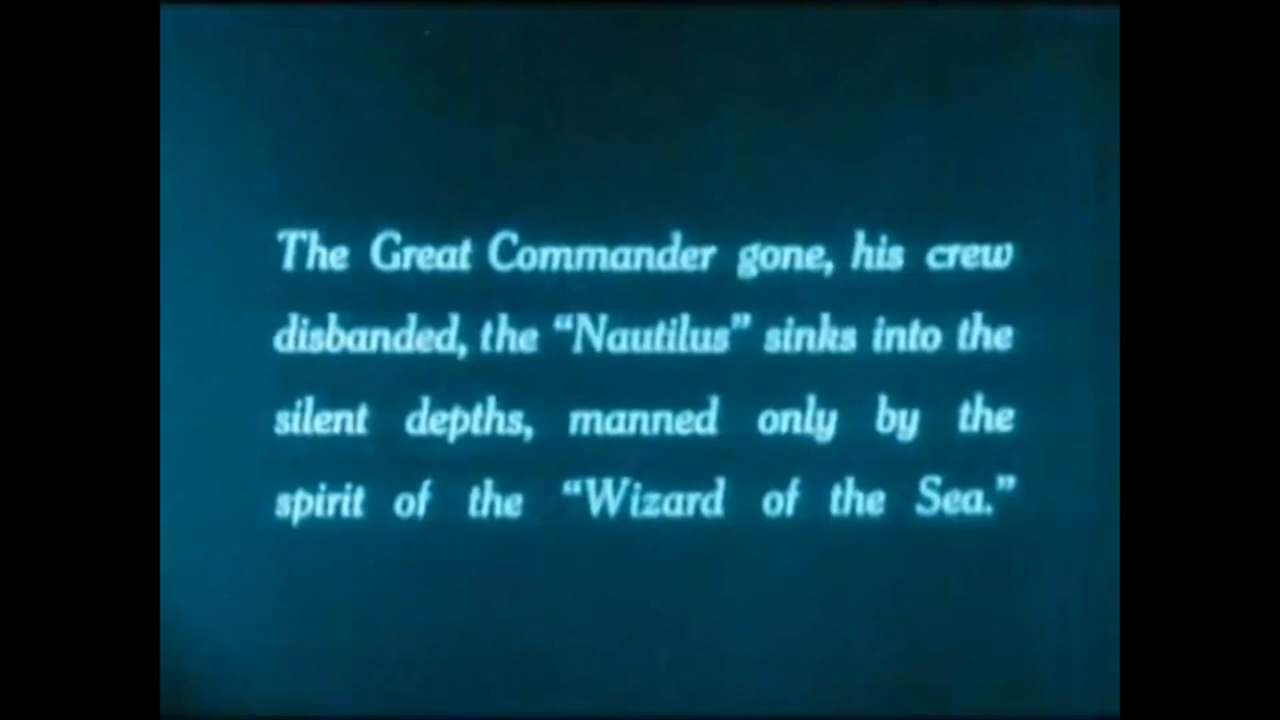 The Great Commander gone, his crew
disbanded, the “Nautilus” sinks into the
silent depths, manned only by the
spirit of the “Wizard of the Sea.”